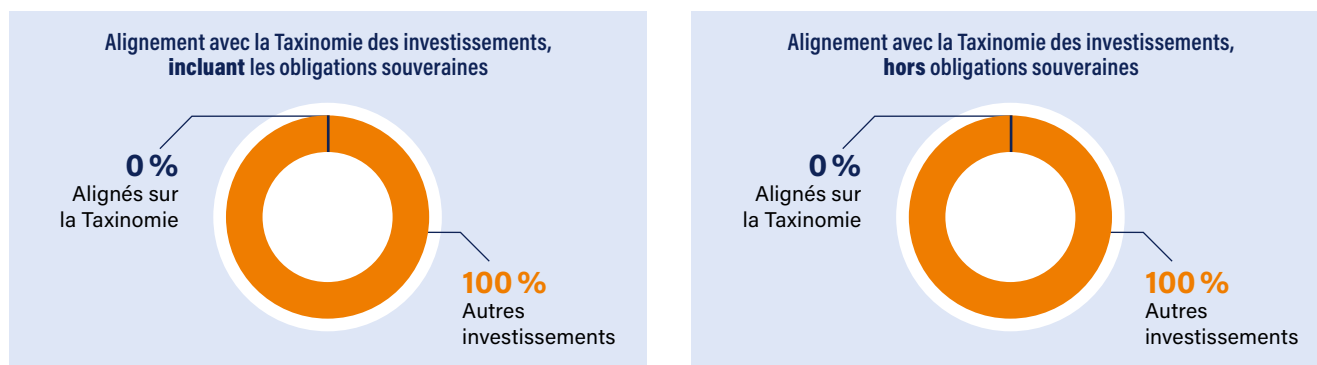 Alignement avec la Taxinomie des investissements,
incluant les obligations souveraines
0 %
Alignés sur
la Taxinomie
100 %
Autres
investissements
Alignement avec la Taxinomie des investissements,
hors obligations souveraines
0 %
Alignés sur
la Taxinomie
100 %
Autres
investissements